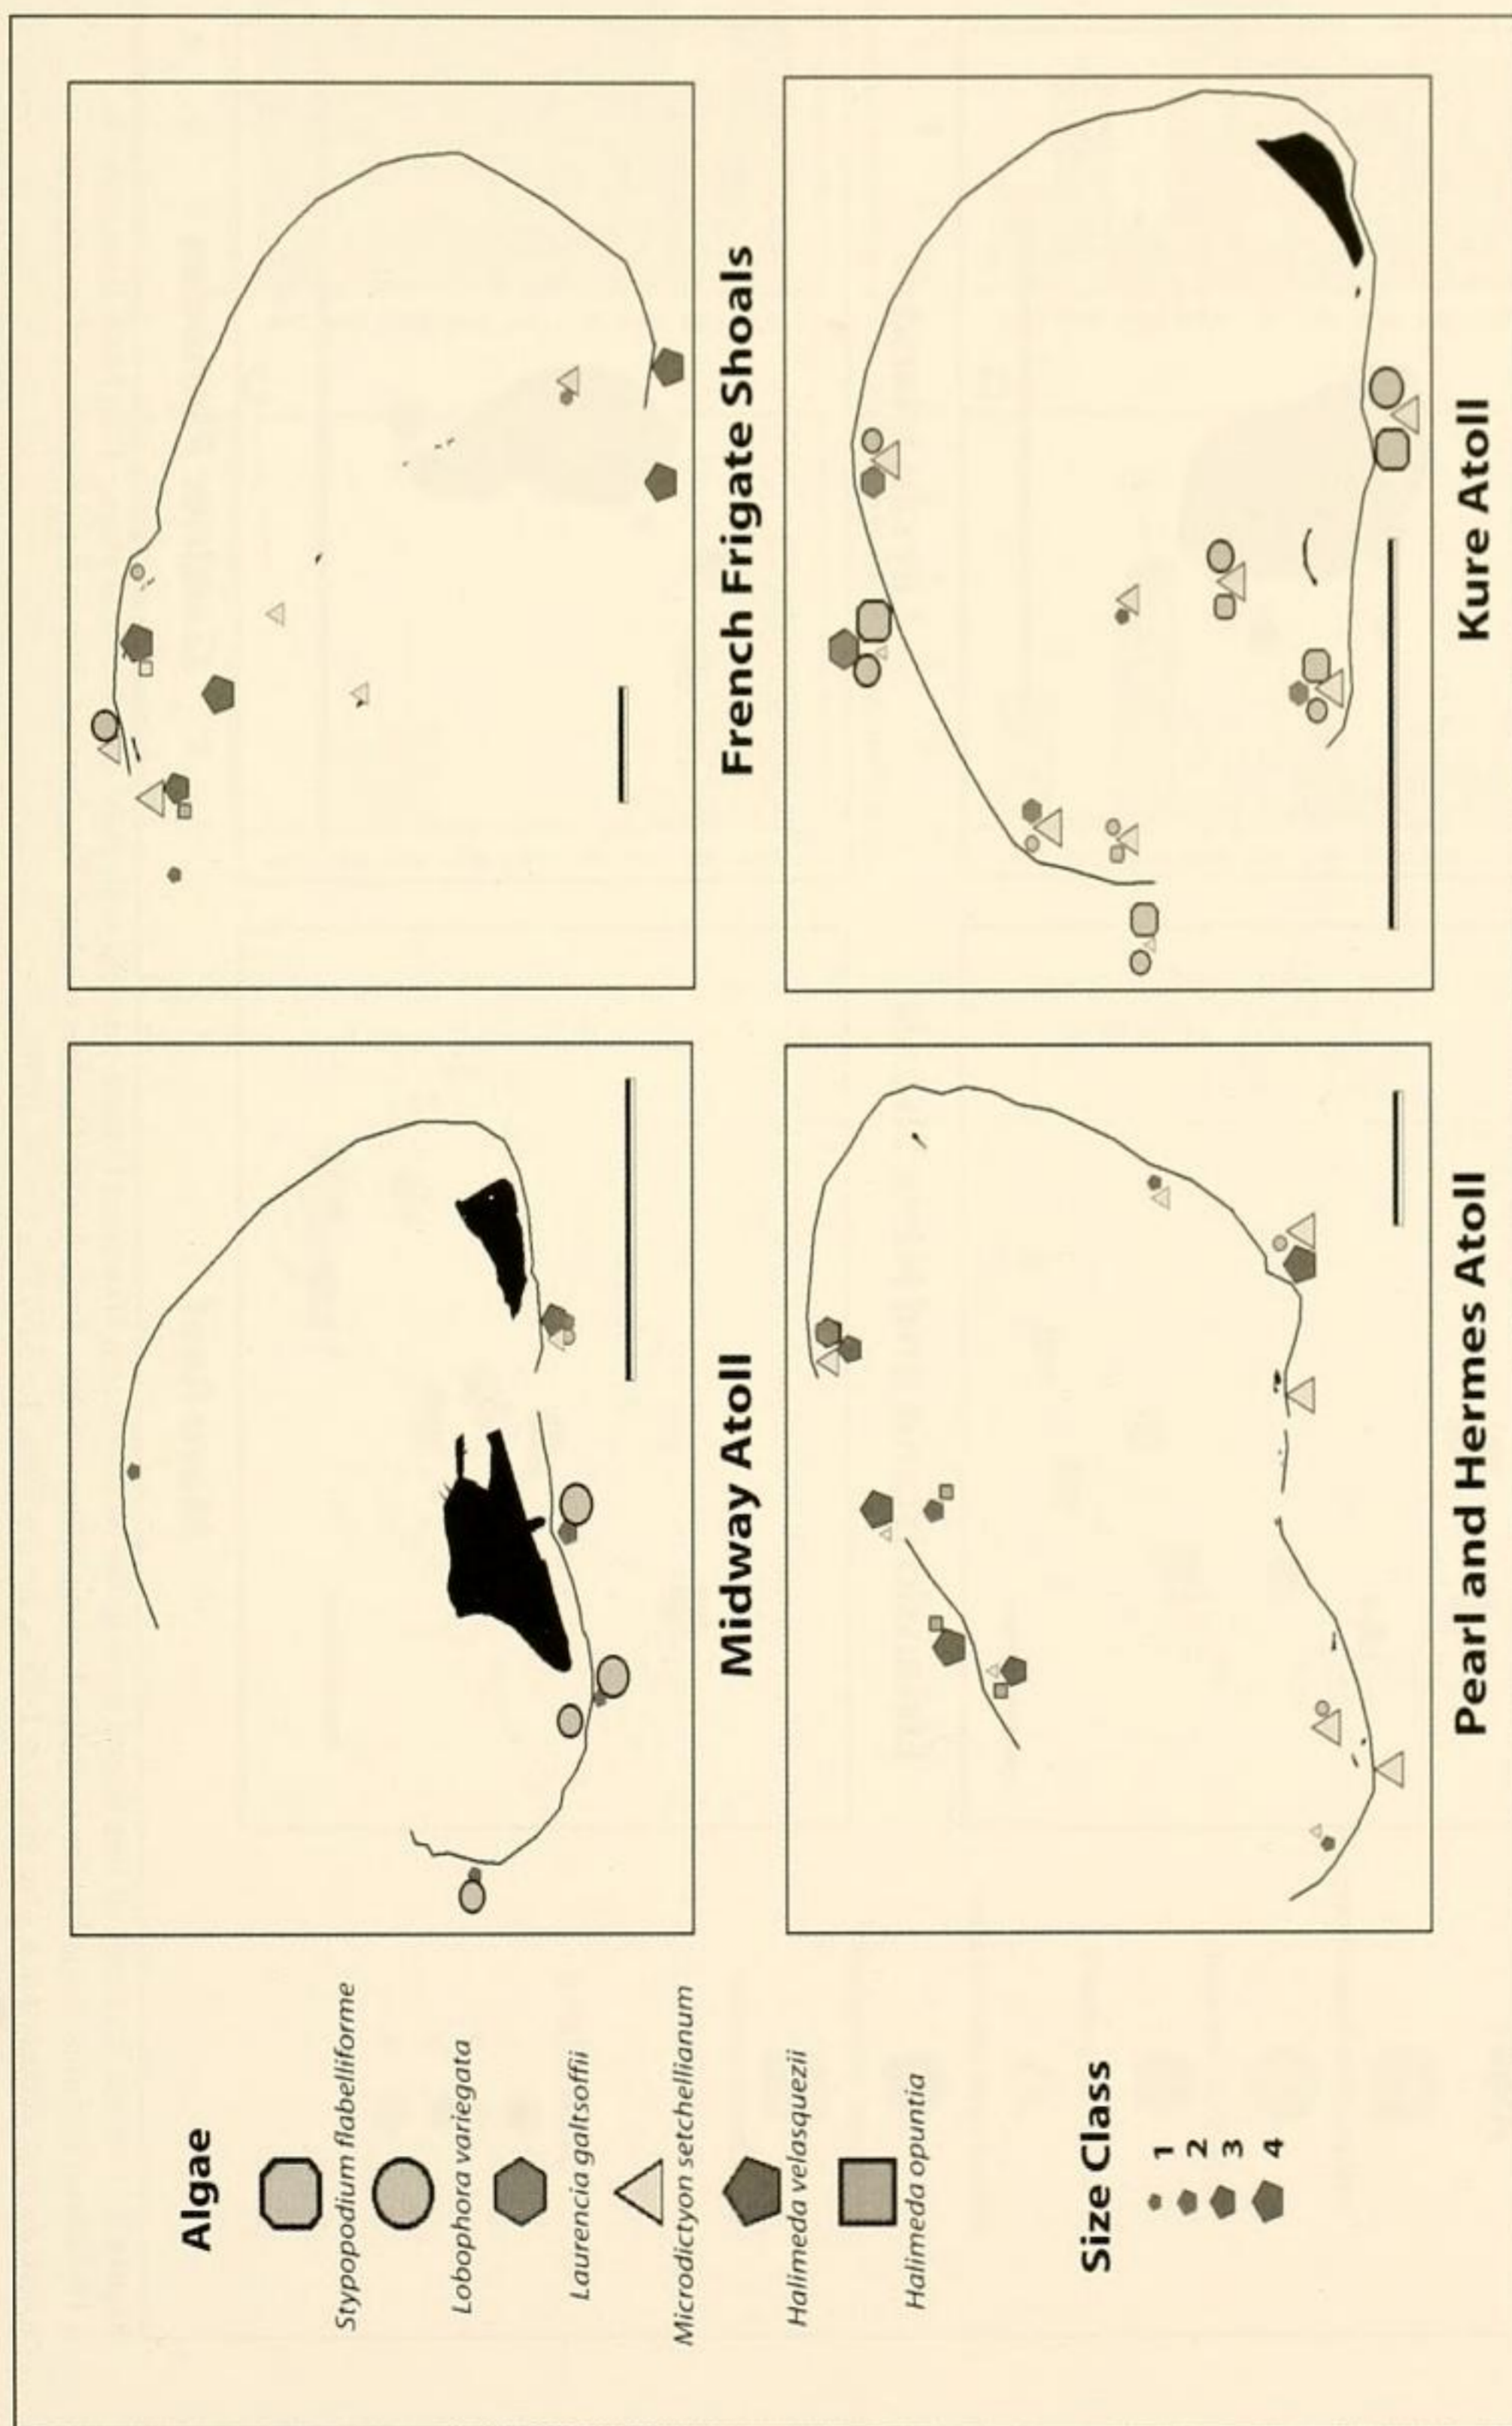 Algae
Stypopodium flabelliforme
Lobophora variegata
Laurencia galtsoffii
Microdictyon setchellianum
Halimeda velasquezii
Halimeda opuntia
Size Class
1
2
3
4
Midway Atoll
French Frigate Shoals
Pearl and Hermes Atoll
Kure Atoll